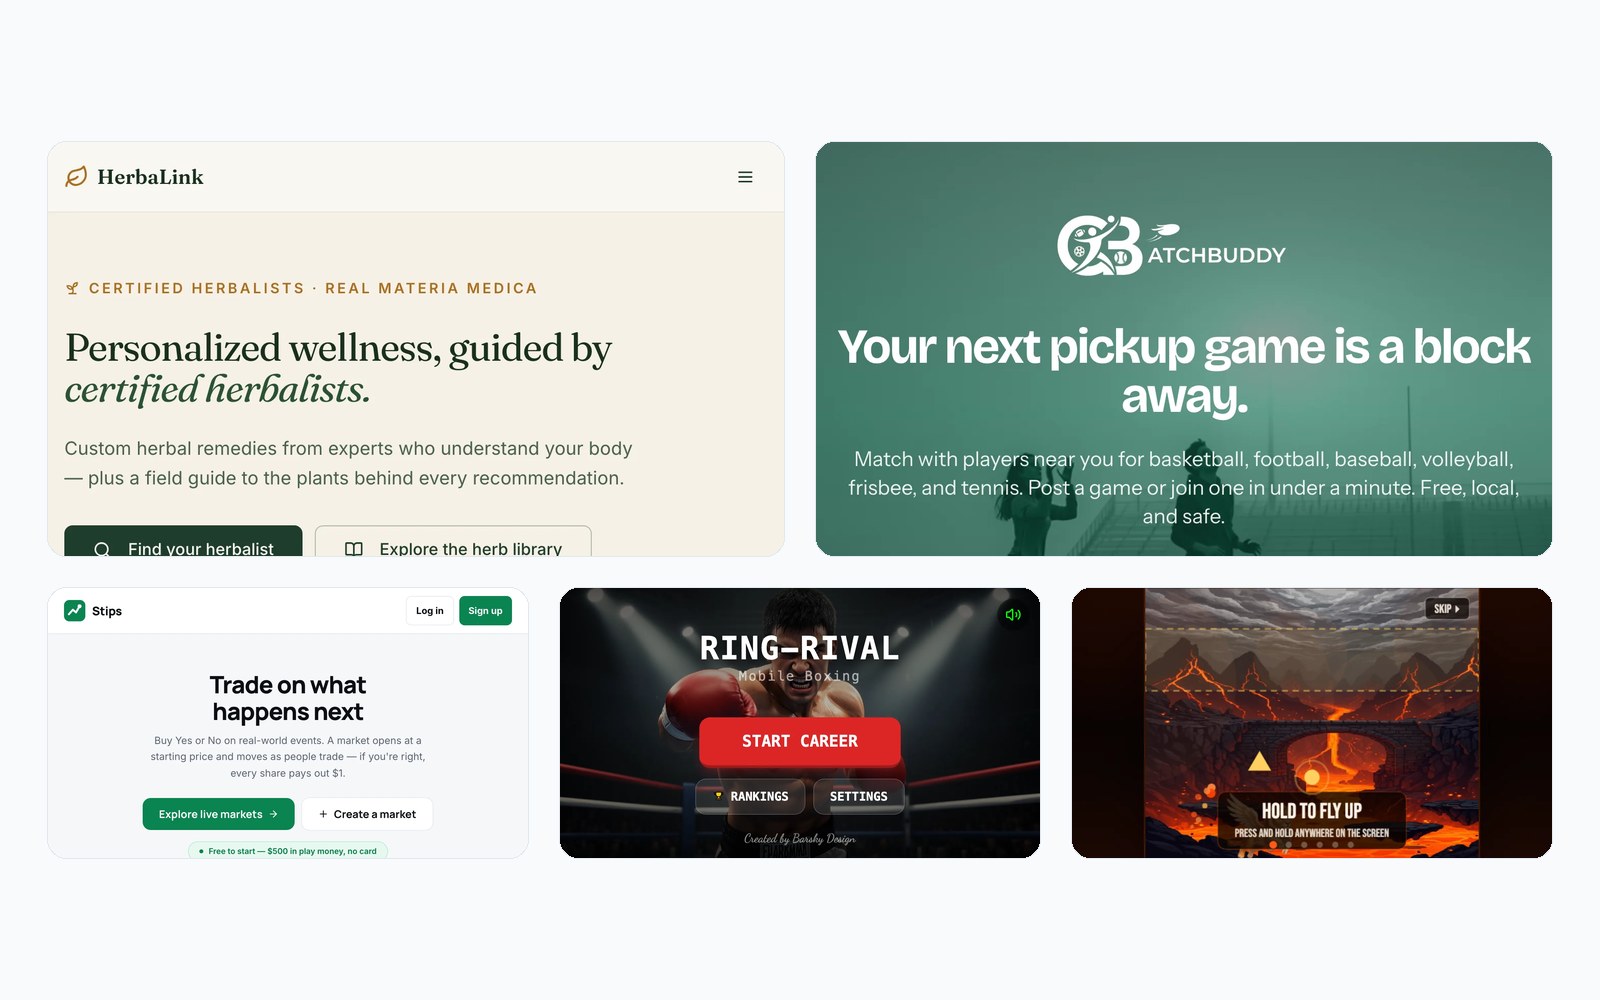 HerbaLink
CERTIFIED HERBALISTS · REAL MATERIA MEDICA
Personalized wellness, guided by
certified herbalists.
Custom herbal remedies from experts who understand your body
— plus a field guide to the plants behind every recommendation.
Find your herbalist
Explore the herb library
CB ATCHBUDDY
Your next pickup game is a block
away.
Match with players near you for basketball, football, baseball, volleyball,
frisbee, and tennis. Post a game or join one in under a minute. Free, local,
and safe.
Stips
Log in
Sign up
Trade on what
happens next
Buy Yes or No on real-world events. A market opens at a
starting price and moves as people trade — if you're right,
every share pays out $1.
Explore live markets →
+ Create a market
• Free to start — $500 in play money, no card
RING-RIVAL
Mobile Boxing
START CAREER
RANKINGS
SETTINGS
Created by Barsky Design
SKIP
HOLD TO FLY UP
PRESS AND HOLD ANYWHERE ON THE SCREEN